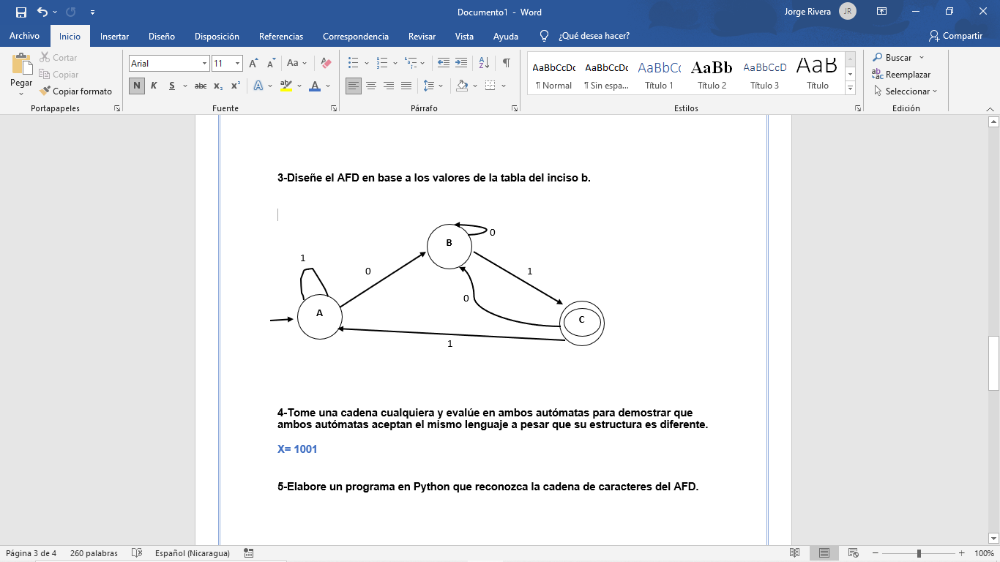 Documento1 - Word
Jorge Rivera
JR
Archivo Inicio Insertar Diseño Disposición Referencias Correspondencia Revisar Vista Ayuda ¿Qué desea hacer? Compartir
Pegar
Cortar
Copiar
Copiar formato
Portapapeles
Arial 11 A A Aa A
N K S abc x₂ x² A ab A
Fuente
A Z ¶
Párrafo
AaBbCcDc AaBbCcDc AaBbCc AaBb AaBbCcD AaB
¶ Normal ¶ Sin espa... Título 1 Título 2 Título 3 Título
Estilos
Buscar
Reemplazar
Seleccionar
Edición
3-Diseñe el AFD en base a los valores de la tabla del inciso b.
0
B
1
0
1
0
A
C
1
4-Tome una cadena cualquiera y evalúe en ambos autómatas para demostrar que
ambos autómatas aceptan el mismo lenguaje a pesar que su estructura es diferente.
X= 1001
5-Elabore un programa en Python que reconozca la cadena de caracteres del AFD.
Página 3 de 4 260 palabras Español (Nicaragua) 100%